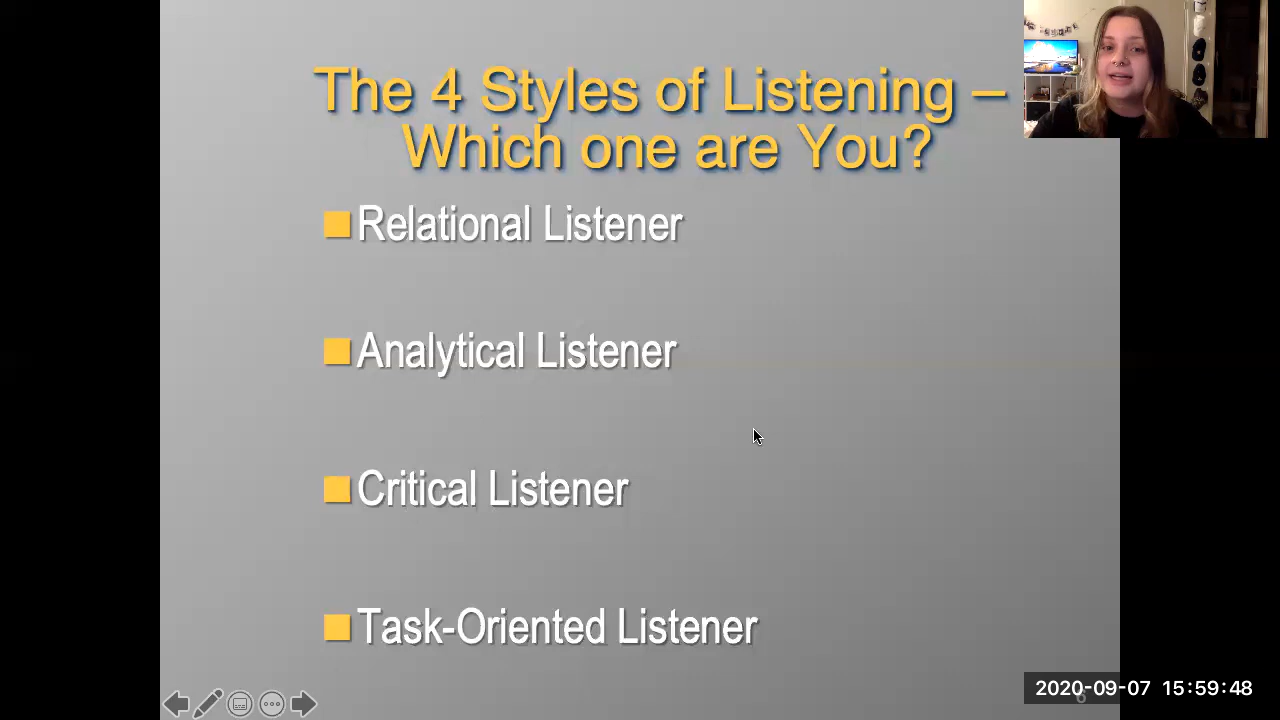 The 4 Styles of Listening –
Which one are You?
Relational Listener
Analytical Listener
Critical Listener
Task-Oriented Listener
2020-09-07 15:59:48
6